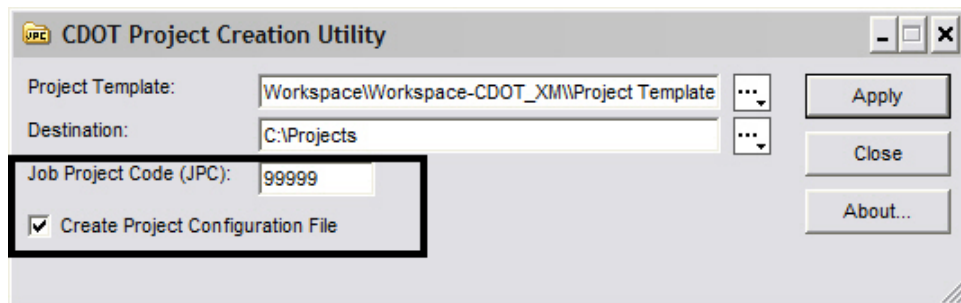 JPC CDOT Project Creation Utility
Project Template: Workspace\Workspace-CDOT_XM\\Project Template ... Apply
Destination: C:\Projects ... Close
Job Project Code (JPC): 99999
Create Project Configuration File About...